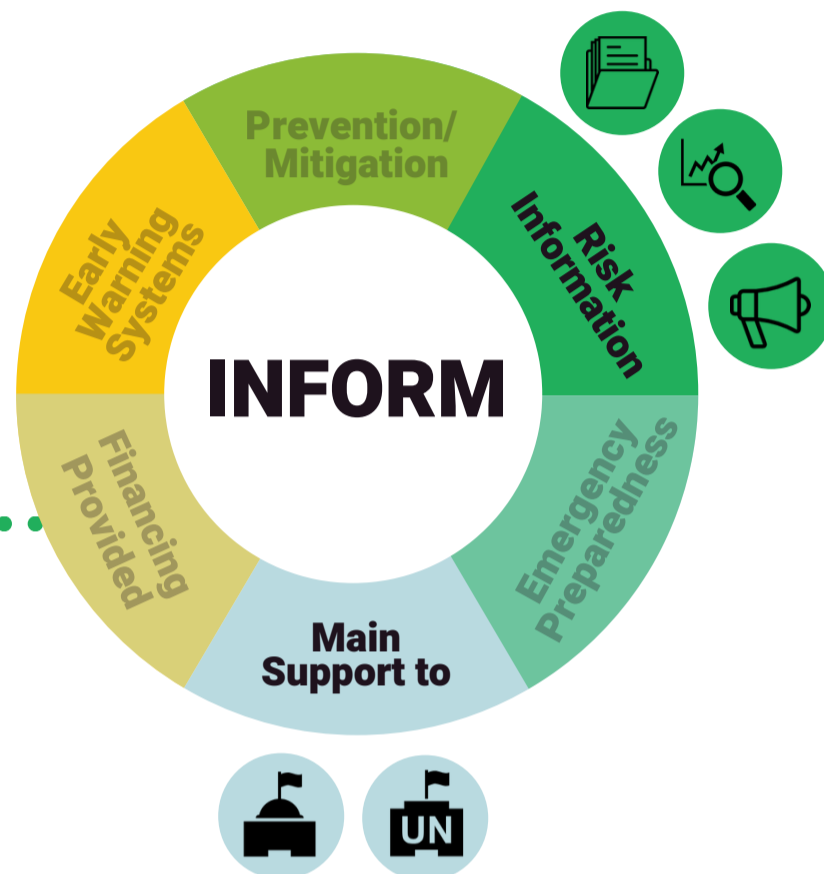 Prevention/
Mitigation
Risk
Information
Early
Warning
Systems
INFORM
Financing
Provided
Emergency
Preparedness
Main
Support to
UN